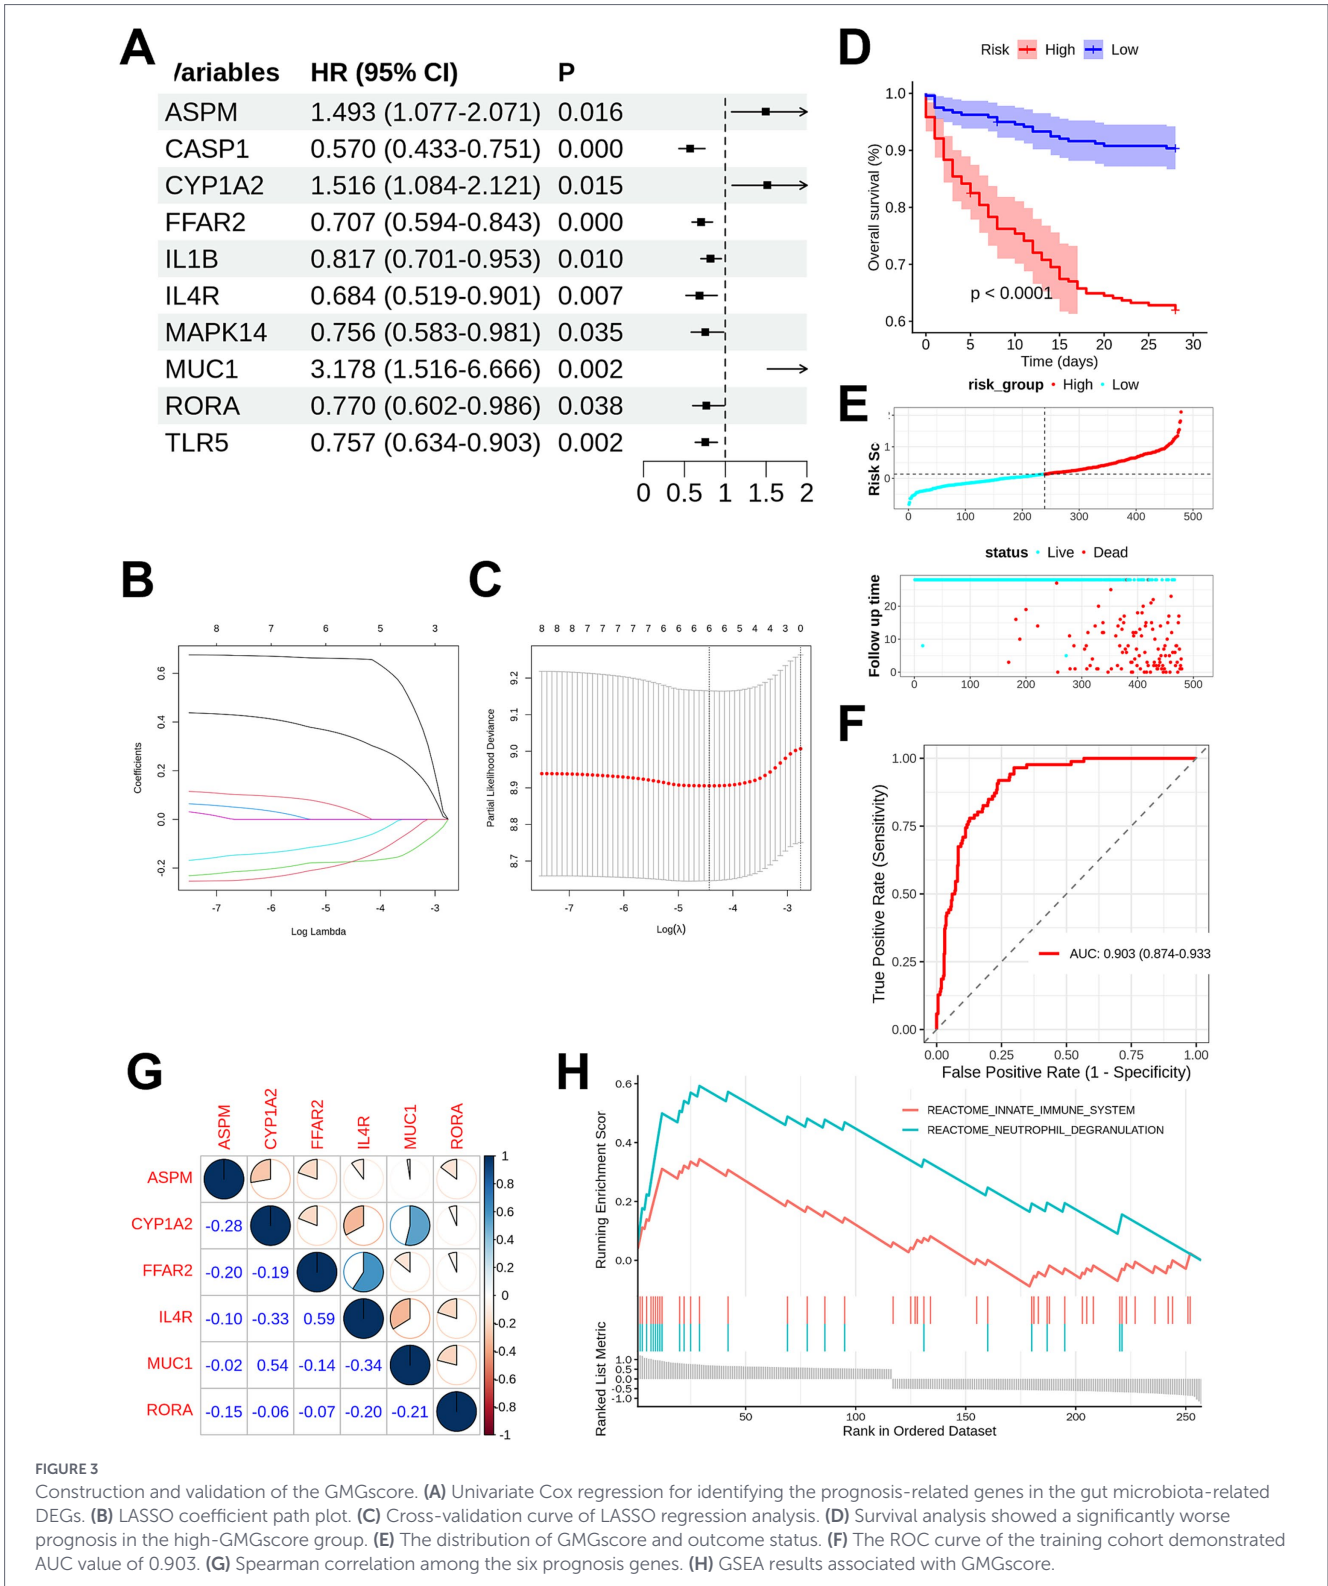 A
Variables HR (95% CI) P
ASPM 1.493 (1.077-2.071) 0.016
CASP1 0.570 (0.433-0.751) 0.000
CYP1A2 1.516 (1.084-2.121) 0.015
FFAR2 0.707 (0.594-0.843) 0.000
IL1B 0.817 (0.701-0.953) 0.010
IL4R 0.684 (0.519-0.901) 0.007
MAPK14 0.756 (0.583-0.981) 0.035
MUC1 3.178 (1.516-6.666) 0.002
RORA 0.770 (0.602-0.986) 0.038
TLR5 0.757 (0.634-0.903) 0.002
0 0.5 1 1.5 2
D
Risk High Low
Overall survival (%)
1.0
0.9
0.8
0.7
0.6
p < 0.0001
0 5 10 15 20 25 30
Time (days)
E
risk_group High Low
Risk Sc
1
0
0 100 200 300 400 500
status Live Dead
Follow up time
20
10
0
0 100 200 300 400 500
B
8 7 6 5 3
Coefficients
0.6
0.4
0.2
0.0
-0.2
-7 -6 -5 -4 -3
Log Lambda
C
8 8 8 7 7 7 7 7 6 6 6 6 5 4 4 3 0
Partial Likelihood Deviance
9.2
9.1
9.0
8.9
8.8
8.7
-7 -6 -5 -4 -3
Log(λ)
F
True Positive Rate (Sensitivity)
1.00
0.75
0.50
0.25
0.00
AUC: 0.903 (0.874-0.933
0.00 0.25 0.50 0.75 1.00
False Positive Rate (1 - Specificity)
G
ASPM CYP1A2 FFAR2 IL4R MUC1 RORA
ASPM
CYP1A2 -0.28
FFAR2 -0.20 -0.19
IL4R -0.10 -0.33 0.59
MUC1 -0.02 0.54 -0.14 -0.34
RORA -0.15 -0.06 -0.07 -0.20 -0.21
1
0.8
0.6
0.4
0.2
0
-0.2
-0.4
-0.6
-0.8
-1
H
Running Enrichment Scor
0.6
0.4
0.2
0.0
REACTOME_INNATE_IMMUNE_SYSTEM
REACTOME_NEUTROPHIL_DEGRANULATION
Ranked List Metric
1.0
0.5
0.0
-0.5
-1.0
50 100 150 200 250
Rank in Ordered Dataset
FIGURE 3
Construction and validation of the GMGscore. (A) Univariate Cox regression for identifying the prognosis-related genes in the gut microbiota-related
DEGs. (B) LASSO coefficient path plot. (C) Cross-validation curve of LASSO regression analysis. (D) Survival analysis showed a significantly worse
prognosis in the high-GMGscore group. (E) The distribution of GMGscore and outcome status. (F) The ROC curve of the training cohort demonstrated
AUC value of 0.903. (G) Spearman correlation among the six prognosis genes. (H) GSEA results associated with GMGscore.